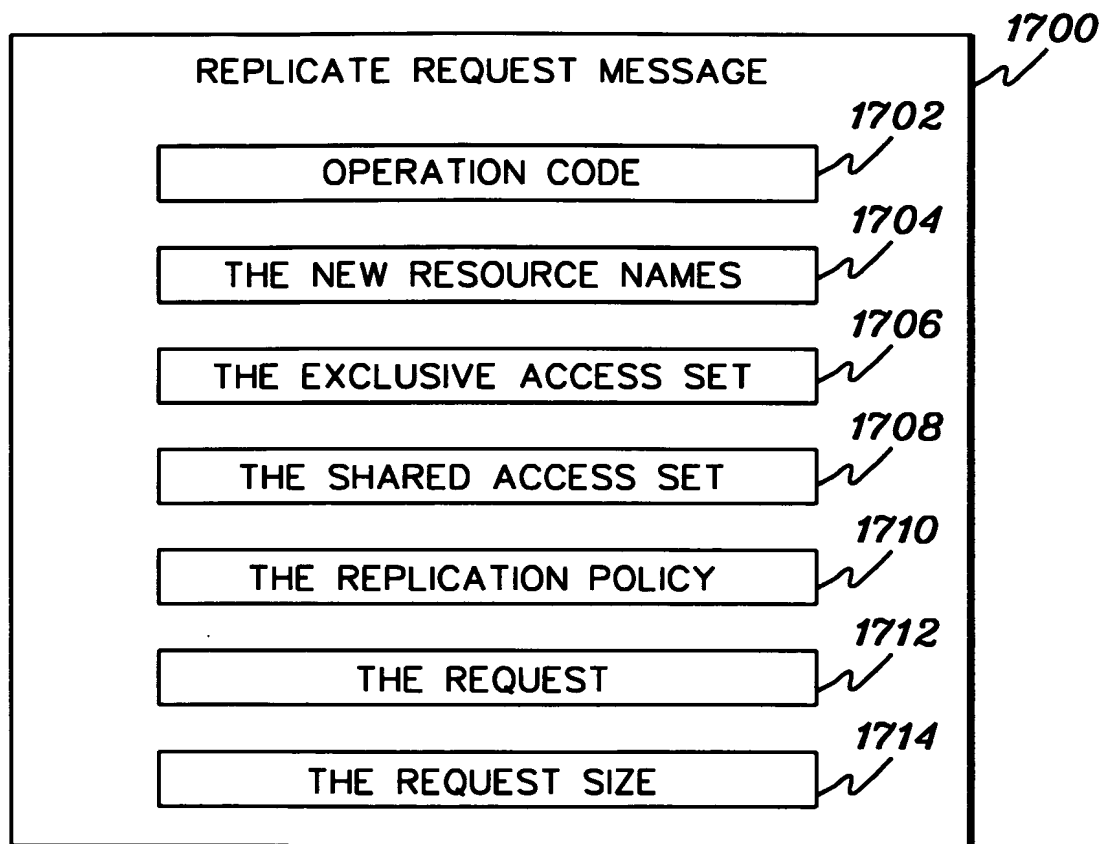 1700
REPLICATE REQUEST MESSAGE
1702
OPERATION CODE
1704
THE NEW RESOURCE NAMES
1706
THE EXCLUSIVE ACCESS SET
1708
THE SHARED ACCESS SET
1710
THE REPLICATION POLICY
1712
THE REQUEST
1714
THE REQUEST SIZE